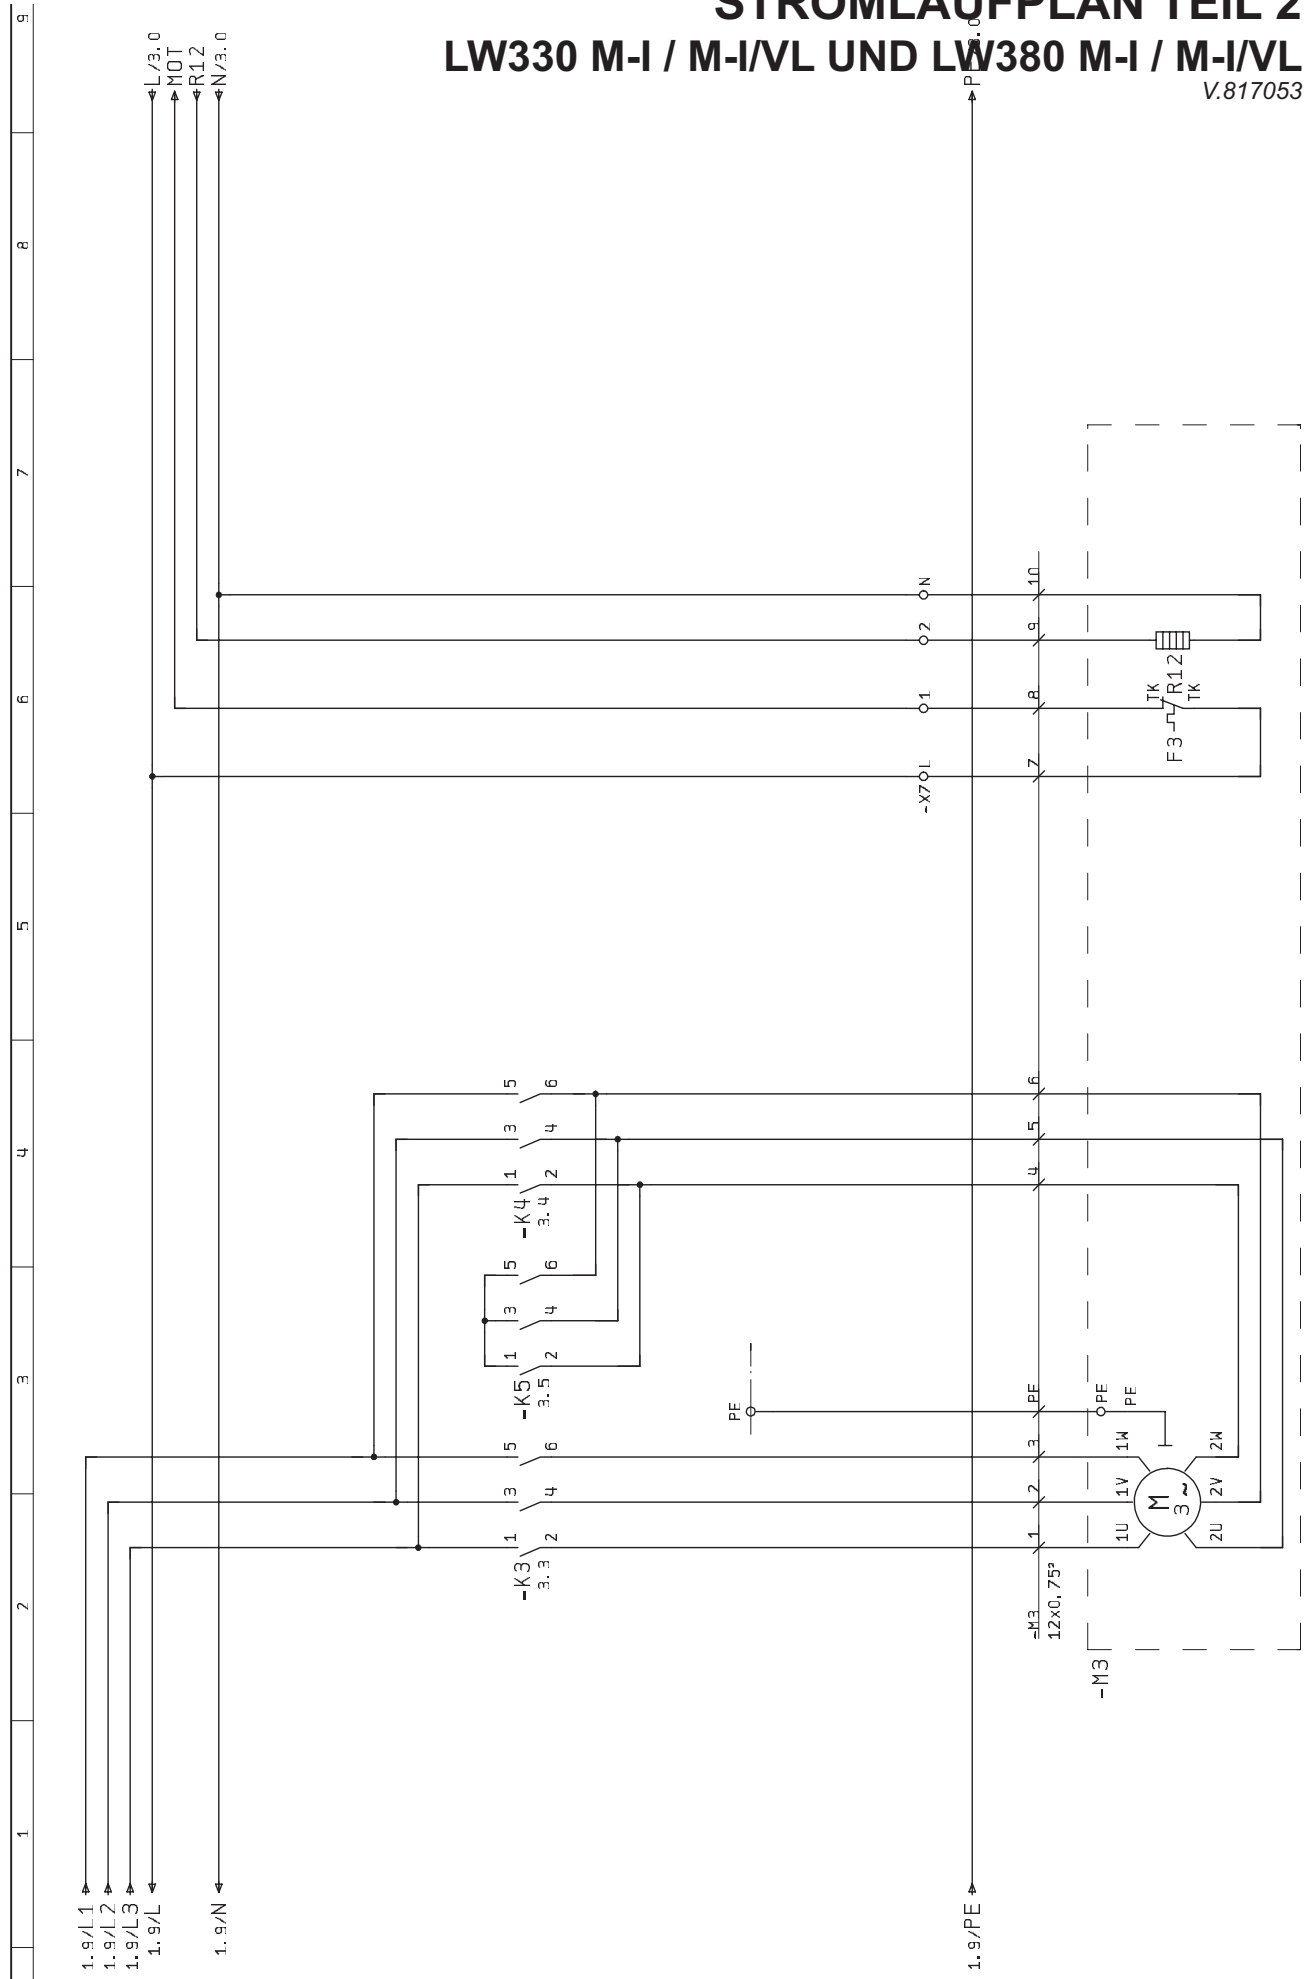 STROMLAUFPLAN TEIL 2
LW330 M-I / M-I/VL UND LW380 M-I / M-I/VL
V.817053
1 2 3 4 5 6 7 8 9
1.9/L1
1.9/L2
1.9/L3
1.9/L
1.9/N
1.9/PE
L/3.0
MOT
R12
N/3.0
-K3
3.3
1 3 5
2 4 6
-K5
3.5
1 3 5
2 4 6
-K4
3.4
1 3 5
2 4 6
PE
-X7 L 1 2 N
-M3
12x0,75²
1 2 3 PE 4 5 6 7 8 9 10
-M3
1U 1V 1W
M
3~
2U 2V 2W
PE
PE
F3
TK
TK
R12